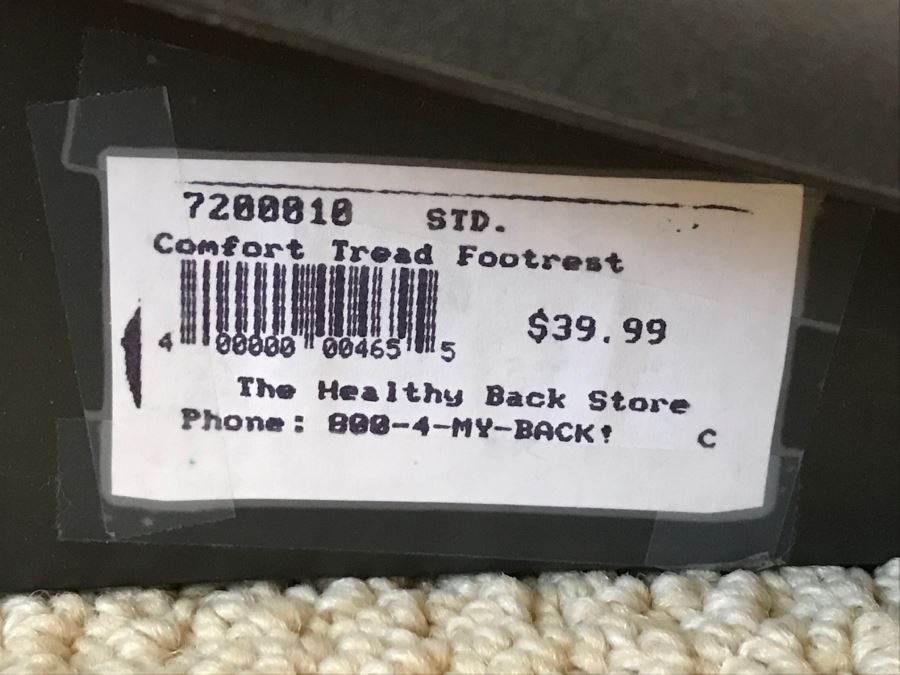 7200010 STD.
Comfort Tread Footrest
4 00000 00465 5
$39.99
The Healthy Back Store
Phone: 800-4-MY-BACK!
C